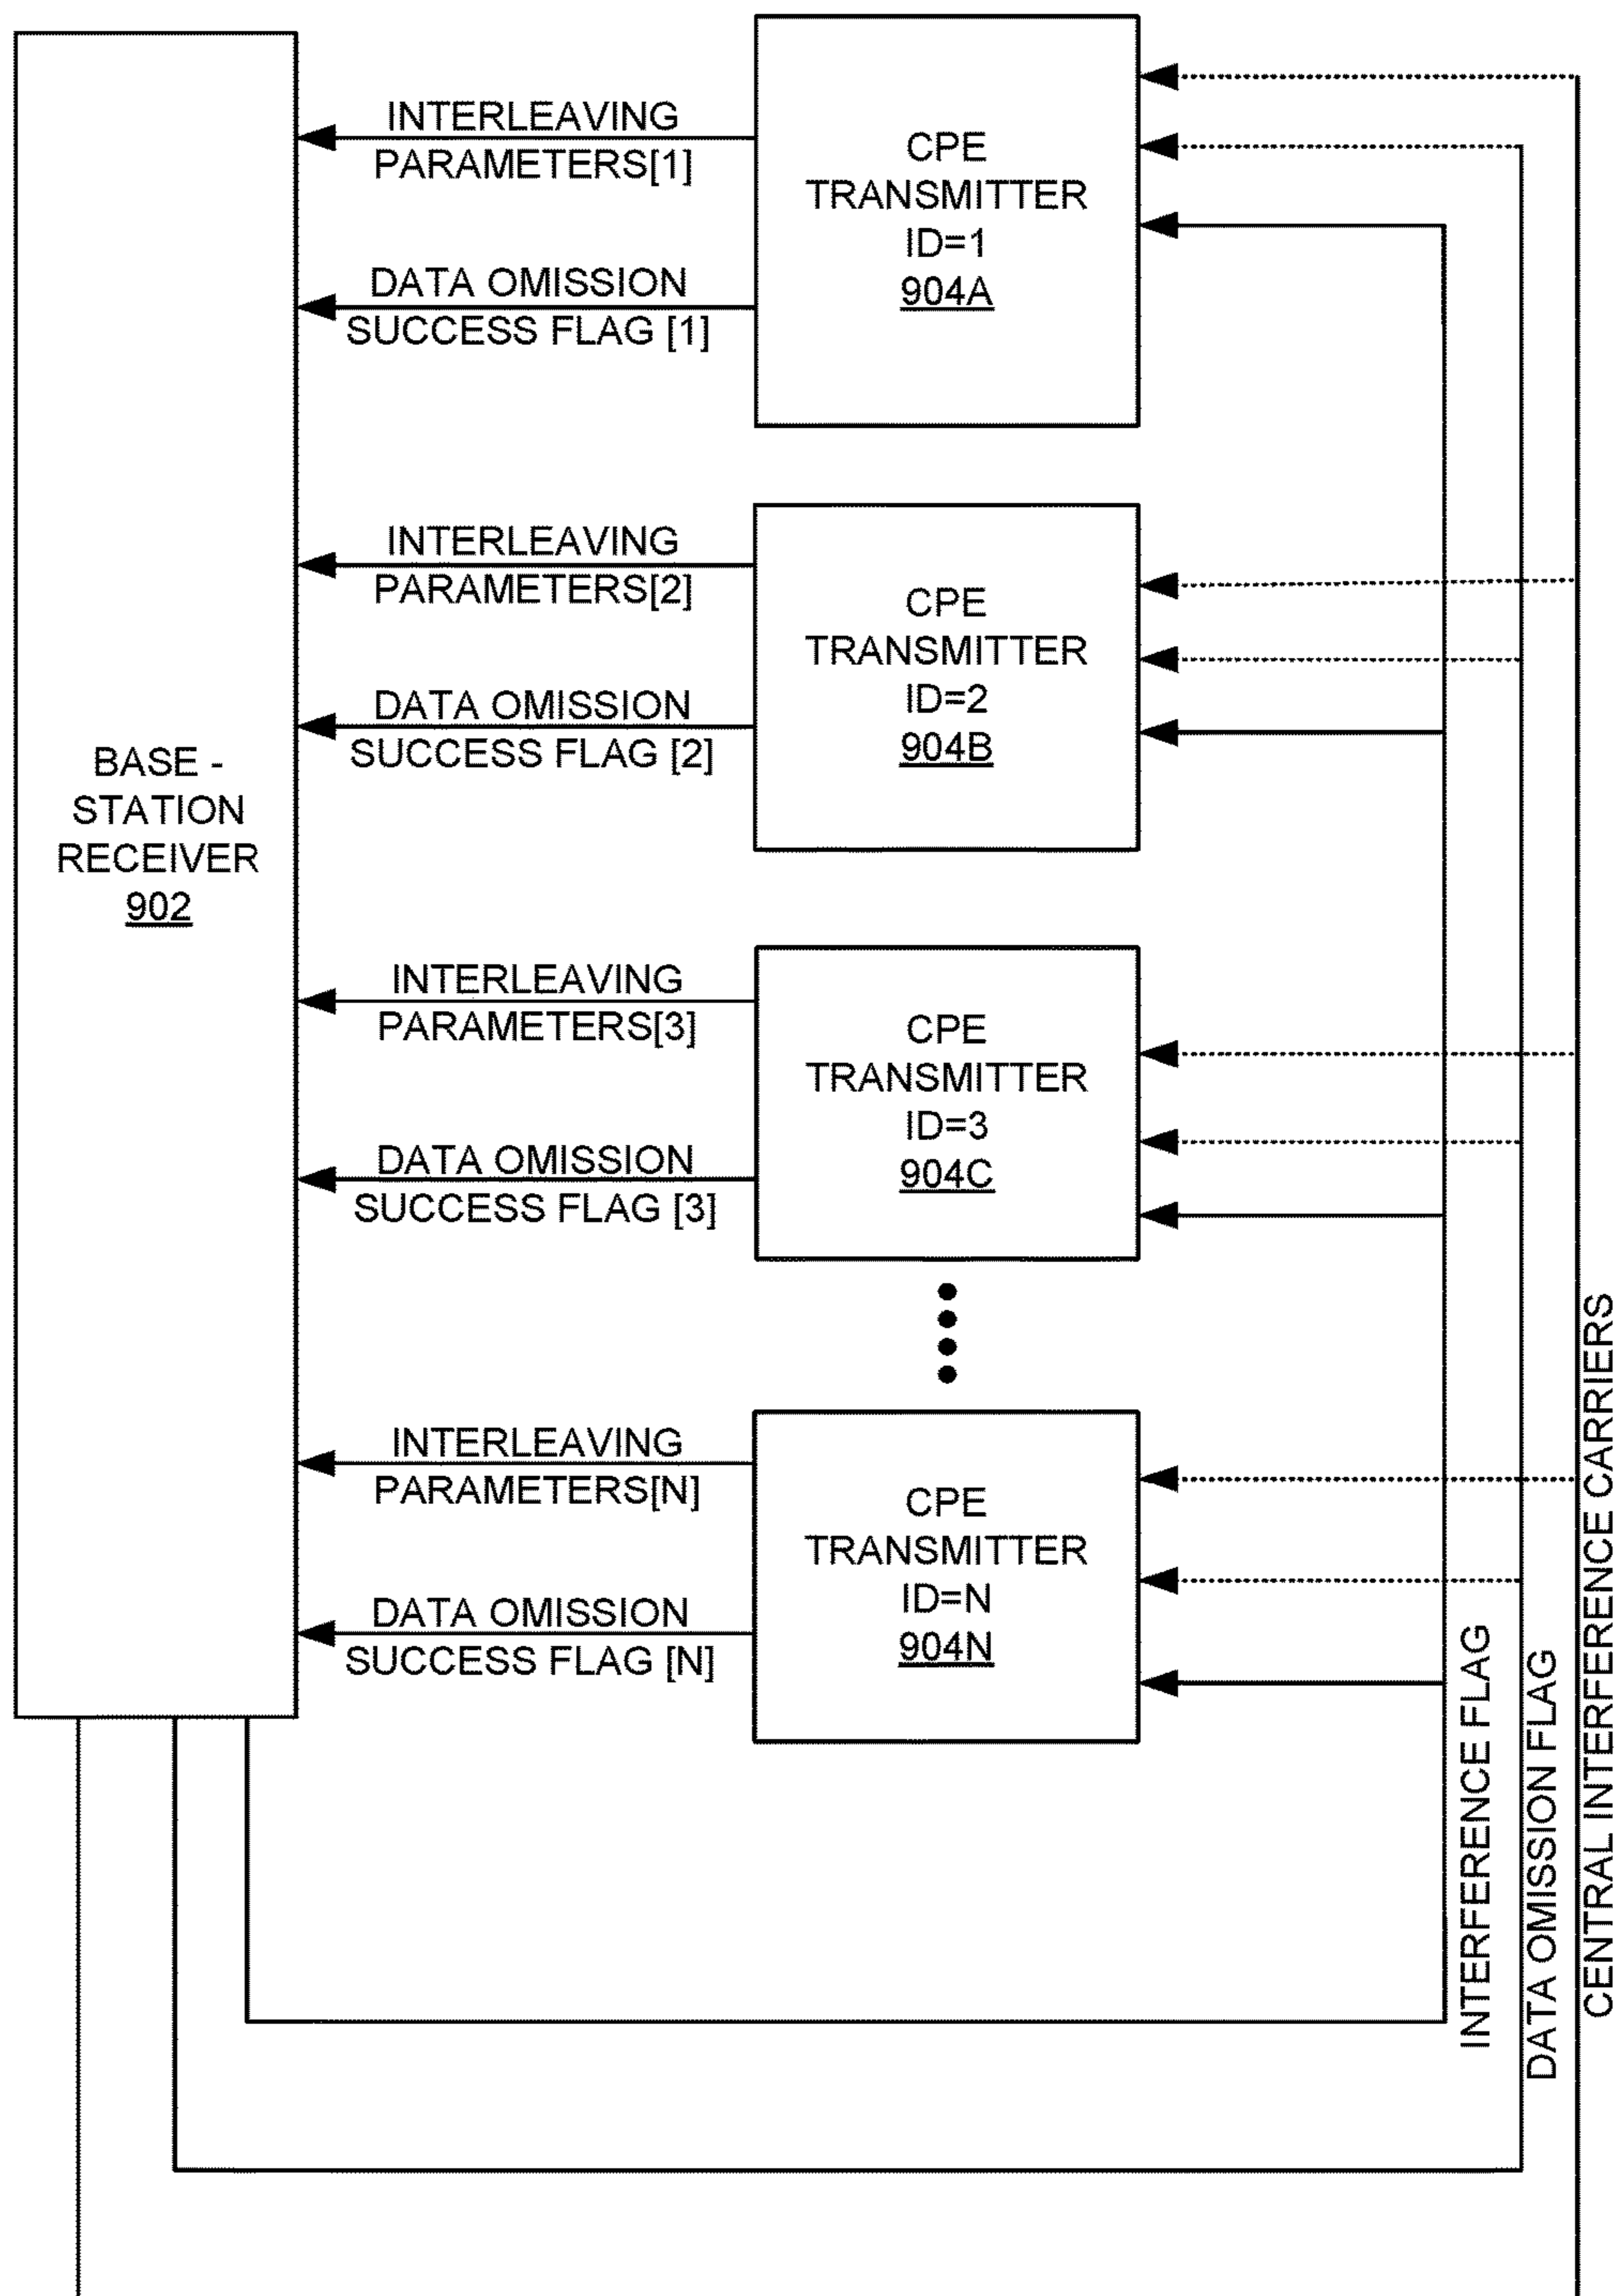 BASE -
STATION
RECEIVER
902
INTERLEAVING
PARAMETERS[1]
DATA OMISSION
SUCCESS FLAG [1]
CPE
TRANSMITTER
ID=1
904A
INTERLEAVING
PARAMETERS[2]
DATA OMISSION
SUCCESS FLAG [2]
CPE
TRANSMITTER
ID=2
904B
INTERLEAVING
PARAMETERS[3]
DATA OMISSION
SUCCESS FLAG [3]
CPE
TRANSMITTER
ID=3
904C
INTERLEAVING
PARAMETERS[N]
DATA OMISSION
SUCCESS FLAG [N]
CPE
TRANSMITTER
ID=N
904N
INTERFERENCE FLAG
DATA OMISSION FLAG
CENTRAL INTERFERENCE CARRIERS